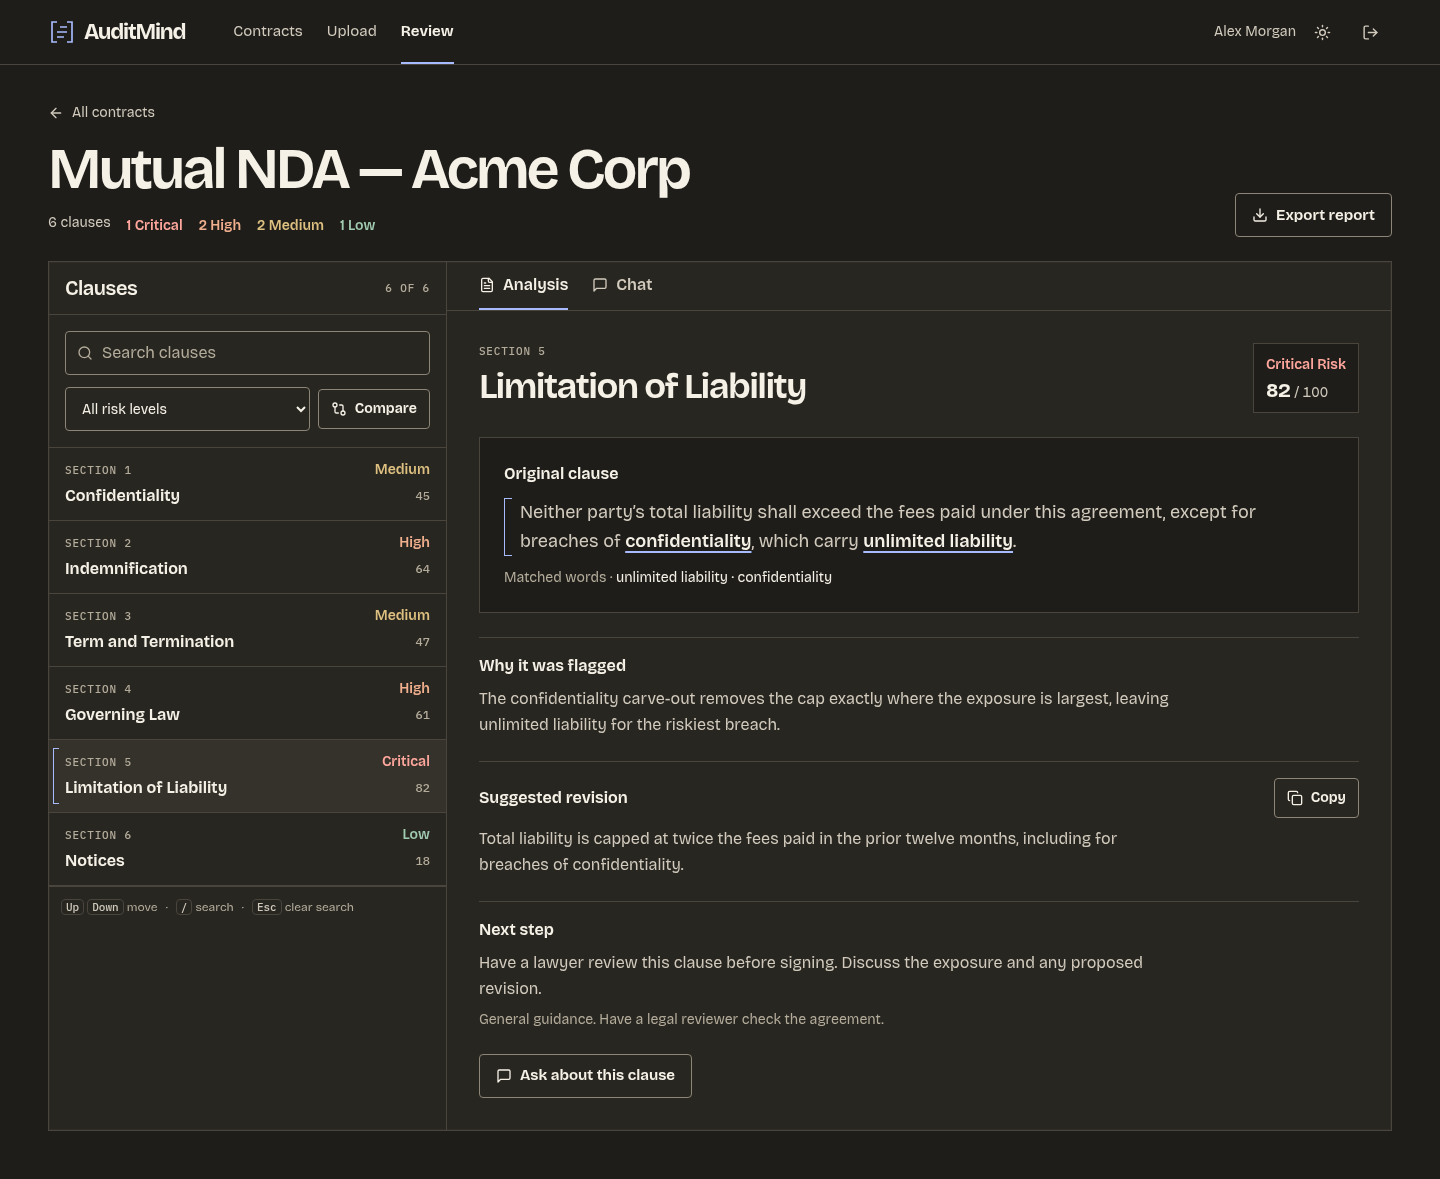 AuditMind
Contracts
Upload
Review
Alex Morgan
All contracts
Mutual NDA — Acme Corp
6 clauses
1 Critical
2 High
2 Medium
1 Low
Export report
Clauses
6 OF 6
Search clauses
All risk levels
Compare
SECTION 1
Medium
Confidentiality
45
SECTION 2
High
Indemnification
64
SECTION 3
Medium
Term and Termination
47
SECTION 4
High
Governing Law
61
SECTION 5
Critical
Limitation of Liability
82
SECTION 6
Low
Notices
18
Up Down move · / search · Esc clear search
Analysis
Chat
SECTION 5
Limitation of Liability
Critical Risk
82 / 100
Original clause
Neither party's total liability shall exceed the fees paid under this agreement, except for
breaches of confidentiality, which carry unlimited liability.
Matched words · unlimited liability · confidentiality
Why it was flagged
The confidentiality carve-out removes the cap exactly where the exposure is largest, leaving
unlimited liability for the riskiest breach.
Suggested revision
Copy
Total liability is capped at twice the fees paid in the prior twelve months, including for
breaches of confidentiality.
Next step
Have a lawyer review this clause before signing. Discuss the exposure and any proposed
revision.
General guidance. Have a legal reviewer check the agreement.
Ask about this clause